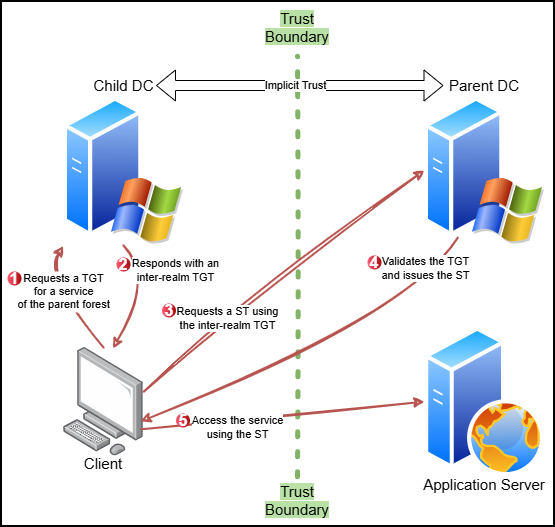 Trust
Boundary
Child DC
Implicit Trust
Parent DC
1 Requests a TGT
for a service
of the parent forest
2 Responds with an
inter-realm TGT
3 Requests a ST using
the inter-realm TGT
4 Validates the TGT
and issues the ST
5 Access the service
using the ST
Client
Application Server
Trust
Boundary